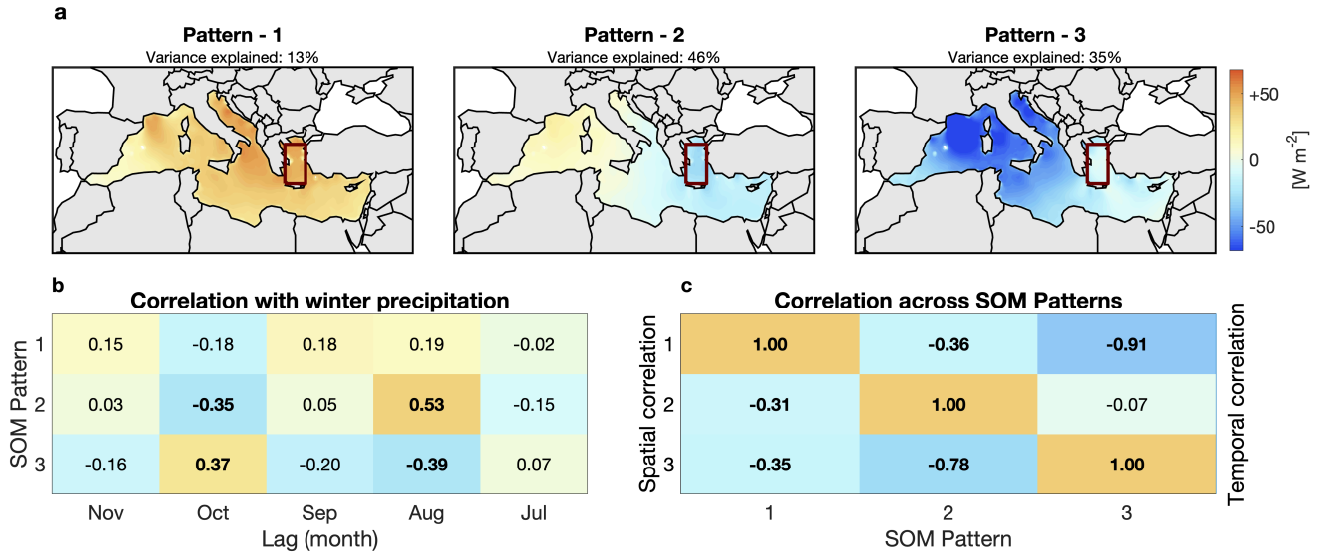 a
Pattern - 1
Variance explained: 13%
Pattern - 2
Variance explained: 46%
Pattern - 3
Variance explained: 35%
+50
0
-50
[W m-2]
b
Correlation with winter precipitation
SOM Pattern
1 0.15 -0.18 0.18 0.19 -0.02
2 0.03 -0.35 0.05 0.53 -0.15
3 -0.16 0.37 -0.20 -0.39 0.07
Nov Oct Sep Aug Jul
Lag (month)
c
Correlation across SOM Patterns
Spatial correlation
1 1.00 -0.36 -0.91
2 -0.31 1.00 -0.07
3 -0.35 -0.78 1.00
Temporal correlation
1 2 3
SOM Pattern